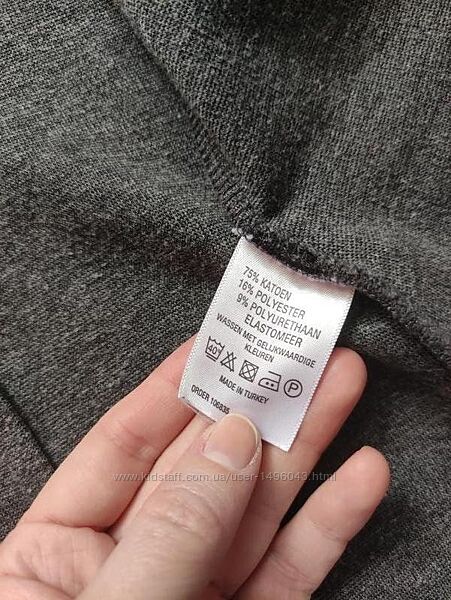 75% KATOEN
16% POLYESTER
9% POLYURETHAAN
ELASTOMEER
WASSEN MET GELIJKWAARDIGE
KLEUREN
40°
P
MADE IN TURKEY
ORDER 106835
www.kidstaff.com.ua/user-1496043.html